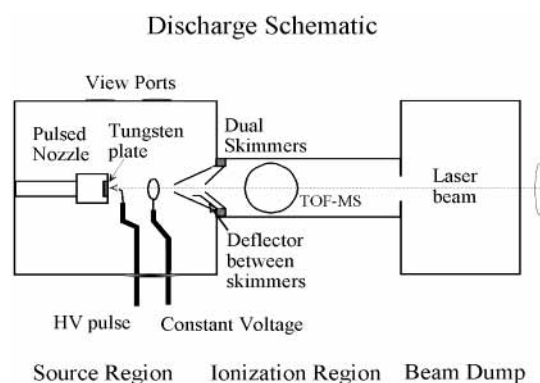 Discharge Schematic
View Ports
Pulsed
Nozzle
Tungsten
plate
Dual
Skimmers
Laser
beam
TOF-MS
Deflector
between
skimmers
HV pulse
Constant Voltage
Source Region
Ionization Region
Beam Dump